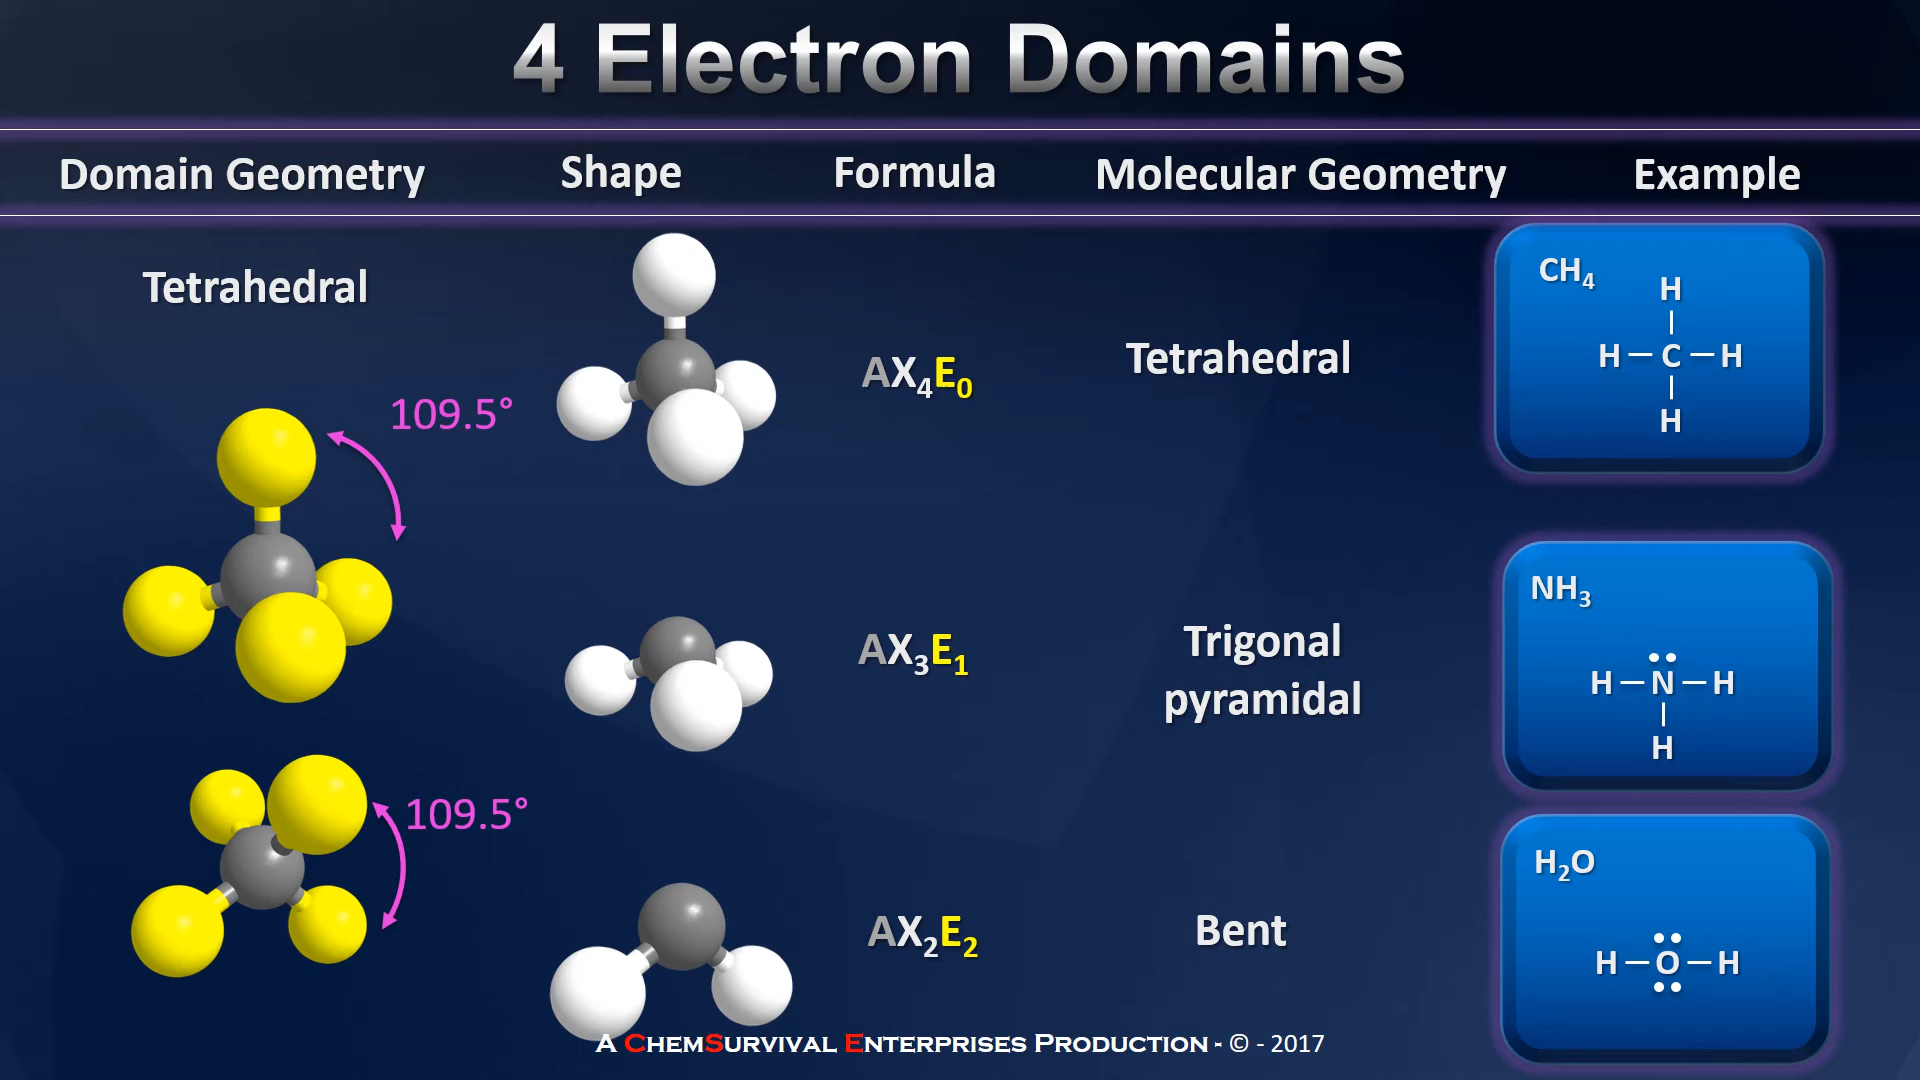 4 Electron Domains
Domain Geometry Shape Formula Molecular Geometry Example
Tetrahedral
109.5°
109.5°
AX₄E₀
Tetrahedral
CH₄
H
H – C – H
H
AX₃E₁
Trigonal
pyramidal
NH₃
H – N – H
H
AX₂E₂
Bent
H₂O
H – O – H
A ChemSurvival Enterprises Production - © - 2017